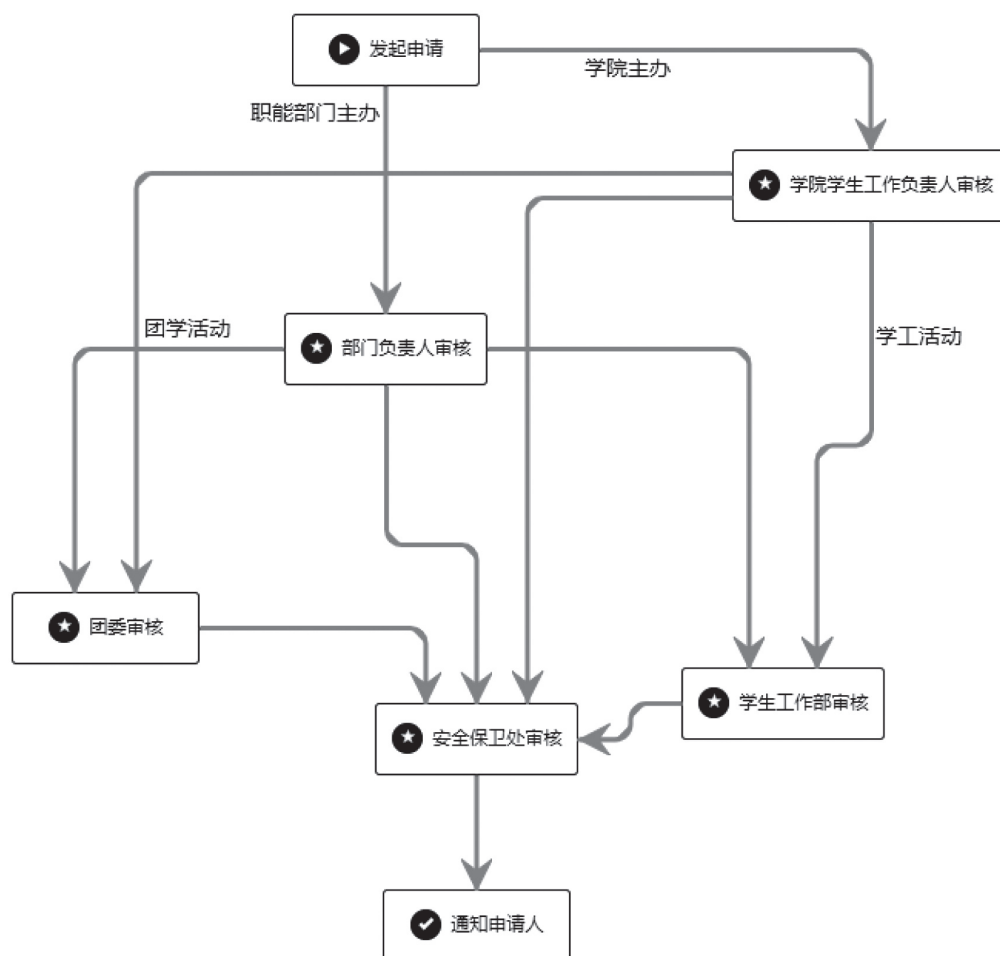 发起申请
学院主办
职能部门主办
学院学生工作负责人审核
团学活动
学工活动
部门负责人审核
团委审核
学生工作部审核
安全保卫处审核
通知申请人